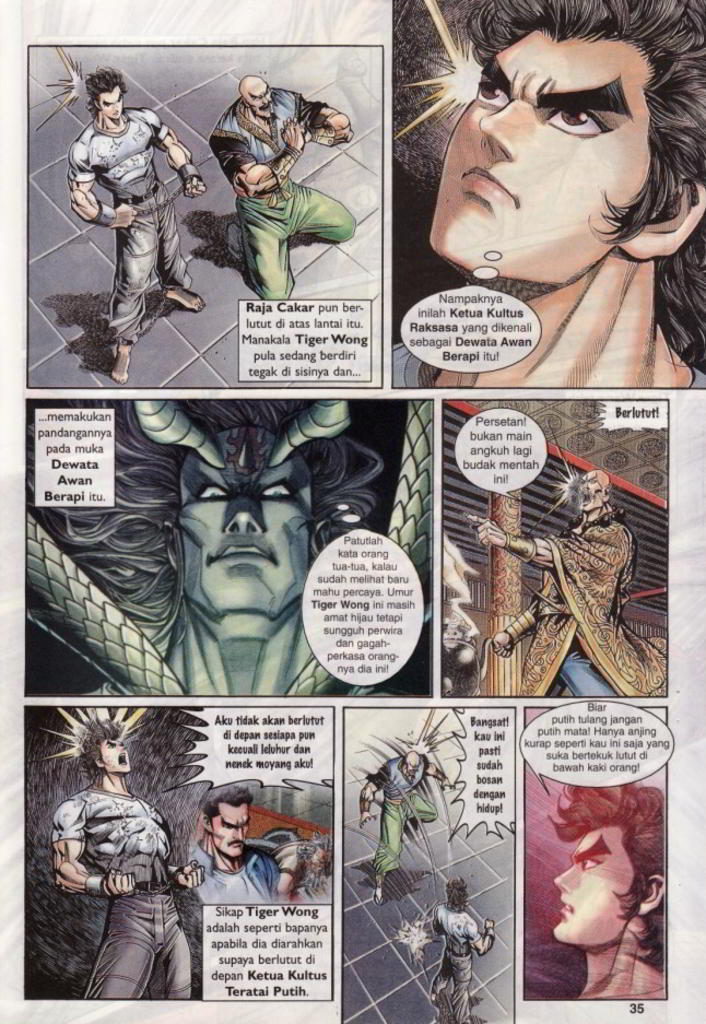 Raja Cakar pun ber-
lutut di atas lantai itu.
Manakala Tiger Wong
pula sedang berdiri
tegak di sisinya dan...
Nampaknya
inilah Ketua Kultus
Raksasa yang dikenali
sebagai Dewata Awan
Berapi itu!
...memakukan
pandangannya
pada muka
Dewata
Awan
Berapi itu.
Patutlah
kata orang
tua-tua, kalau
sudah melihat baru
mahu percaya. Umur
Tiger Wong ini masih
amat hijau tetapi
sungguh perwira
dan gagah-
perkasa orang-
nya dia ini!
Persetan!
bukan main
angkuh lagi
budak mentah
ini!
Berlutut!
Aku tidak akan berlutut
di depan sesiapa pun
kecuali leluhur dan
nenek moyang aku!
Sikap Tiger Wong
adalah seperti bapanya
apabila dia diarahkan
supaya berlutut di
depan Ketua Kultus
Teratai Putih.
Bangsat!
kau ini
pasti
sudah
bosan
dengan
hidup!
Biar
putih tulang jangan
putih mata! Hanya anjing
kurap seperti kau ini saja yang
suka bertekuk lutut di
bawah kaki orang!
35